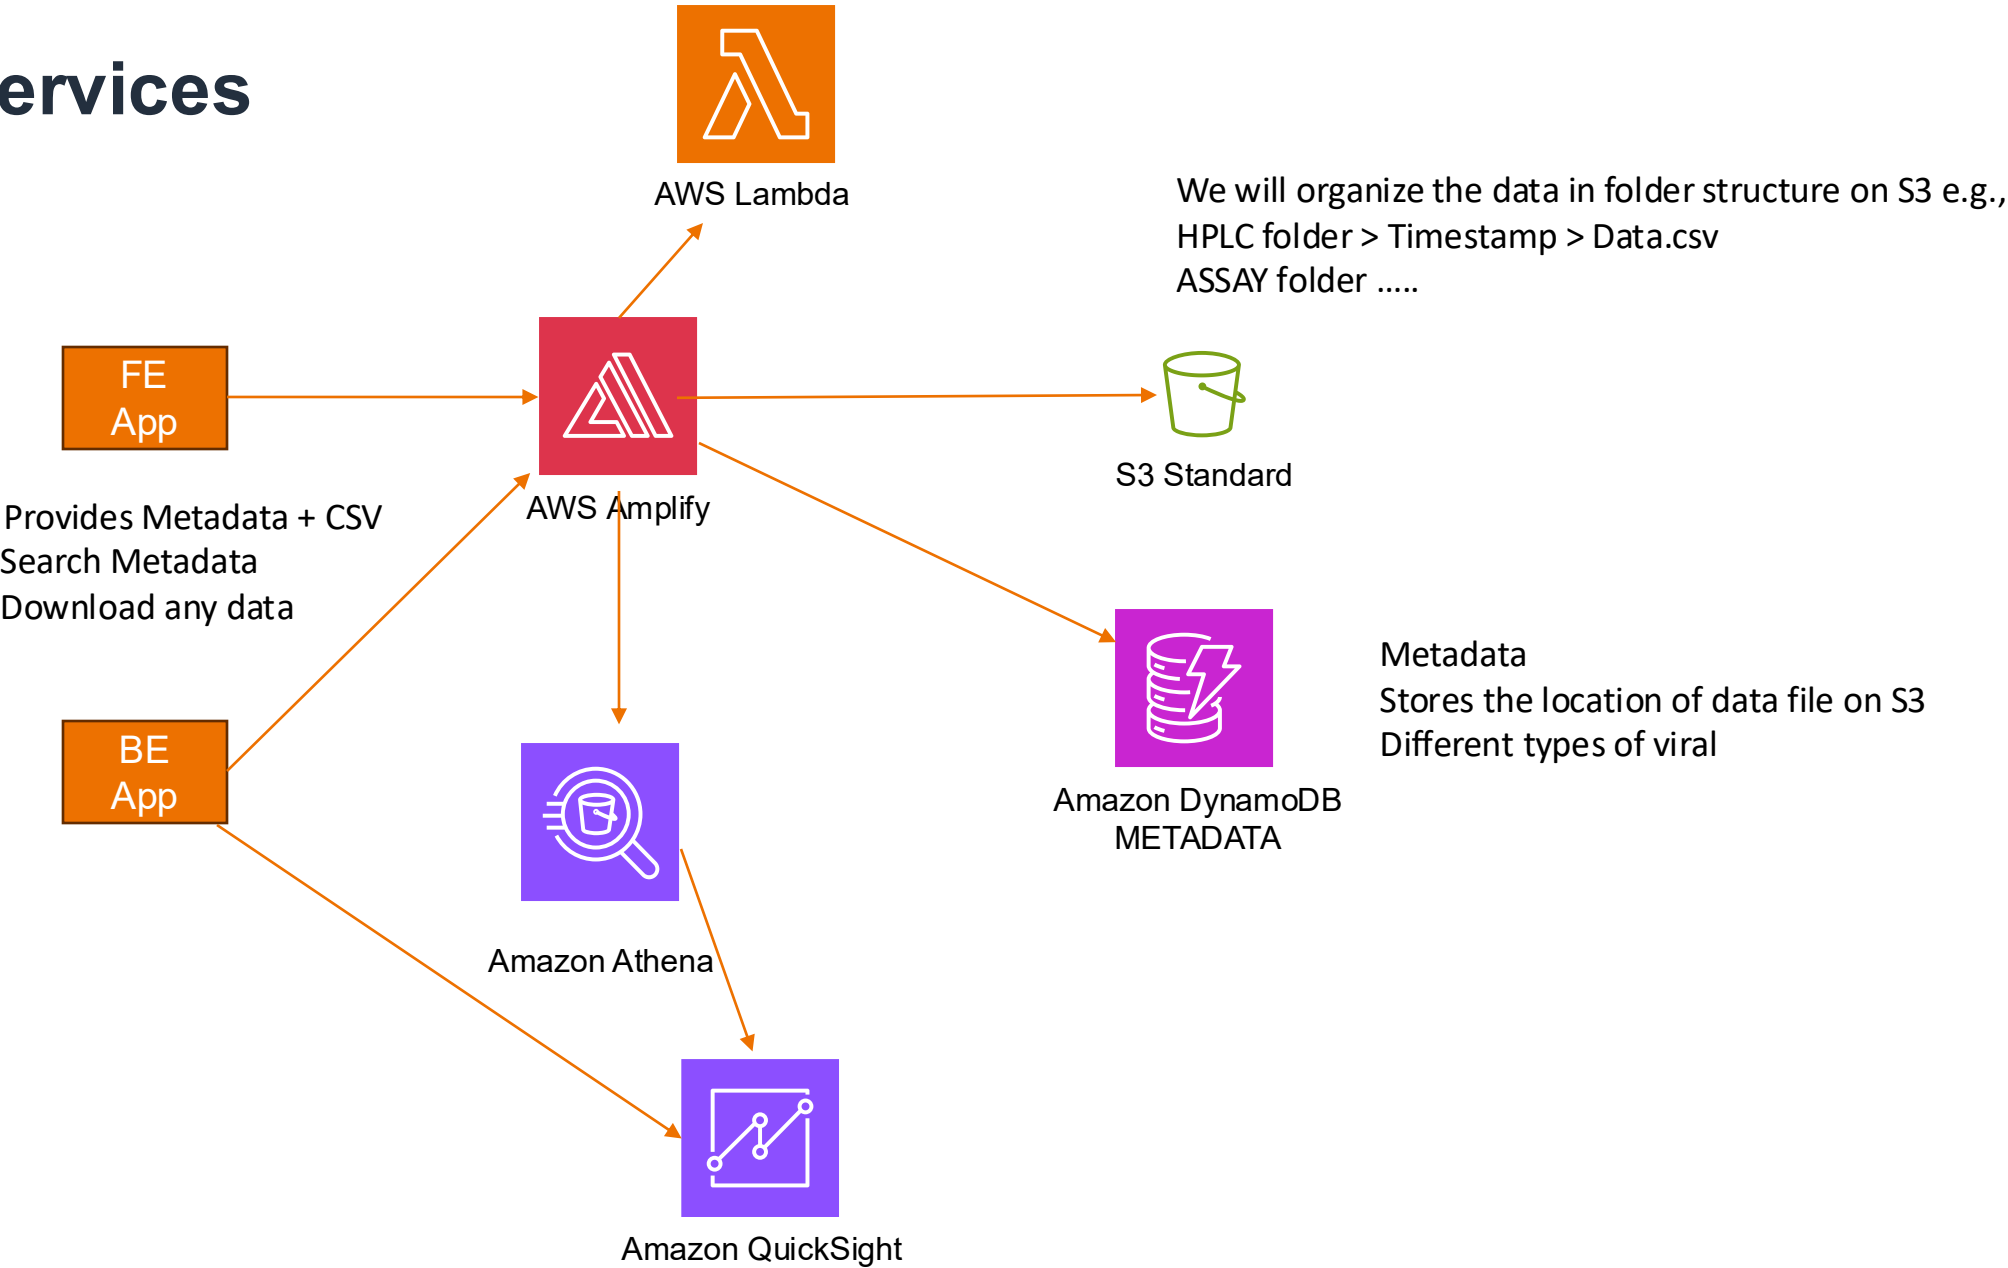 ervices
AWS Lambda
We will organize the data in folder structure on S3 e.g.,
HPLC folder > Timestamp > Data.csv
ASSAY folder .....
FE
App
AWS Amplify
S3 Standard
Provides Metadata + CSV
Search Metadata
Download any data
BE
App
Metadata
Stores the location of data file on S3
Different types of viral
Amazon DynamoDB
METADATA
Amazon Athena
Amazon QuickSight